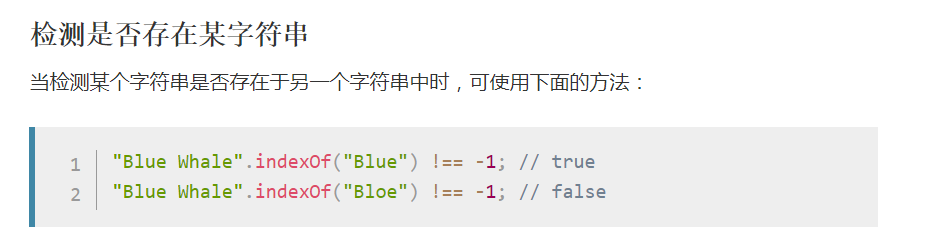 检测是否存在某字符串
当检测某个字符串是否存在于另一个字符串中时，可使用下面的方法：
1 "Blue Whale".indexOf("Blue") !== -1; // true
2 "Blue Whale".indexOf("Bloe") !== -1; // false